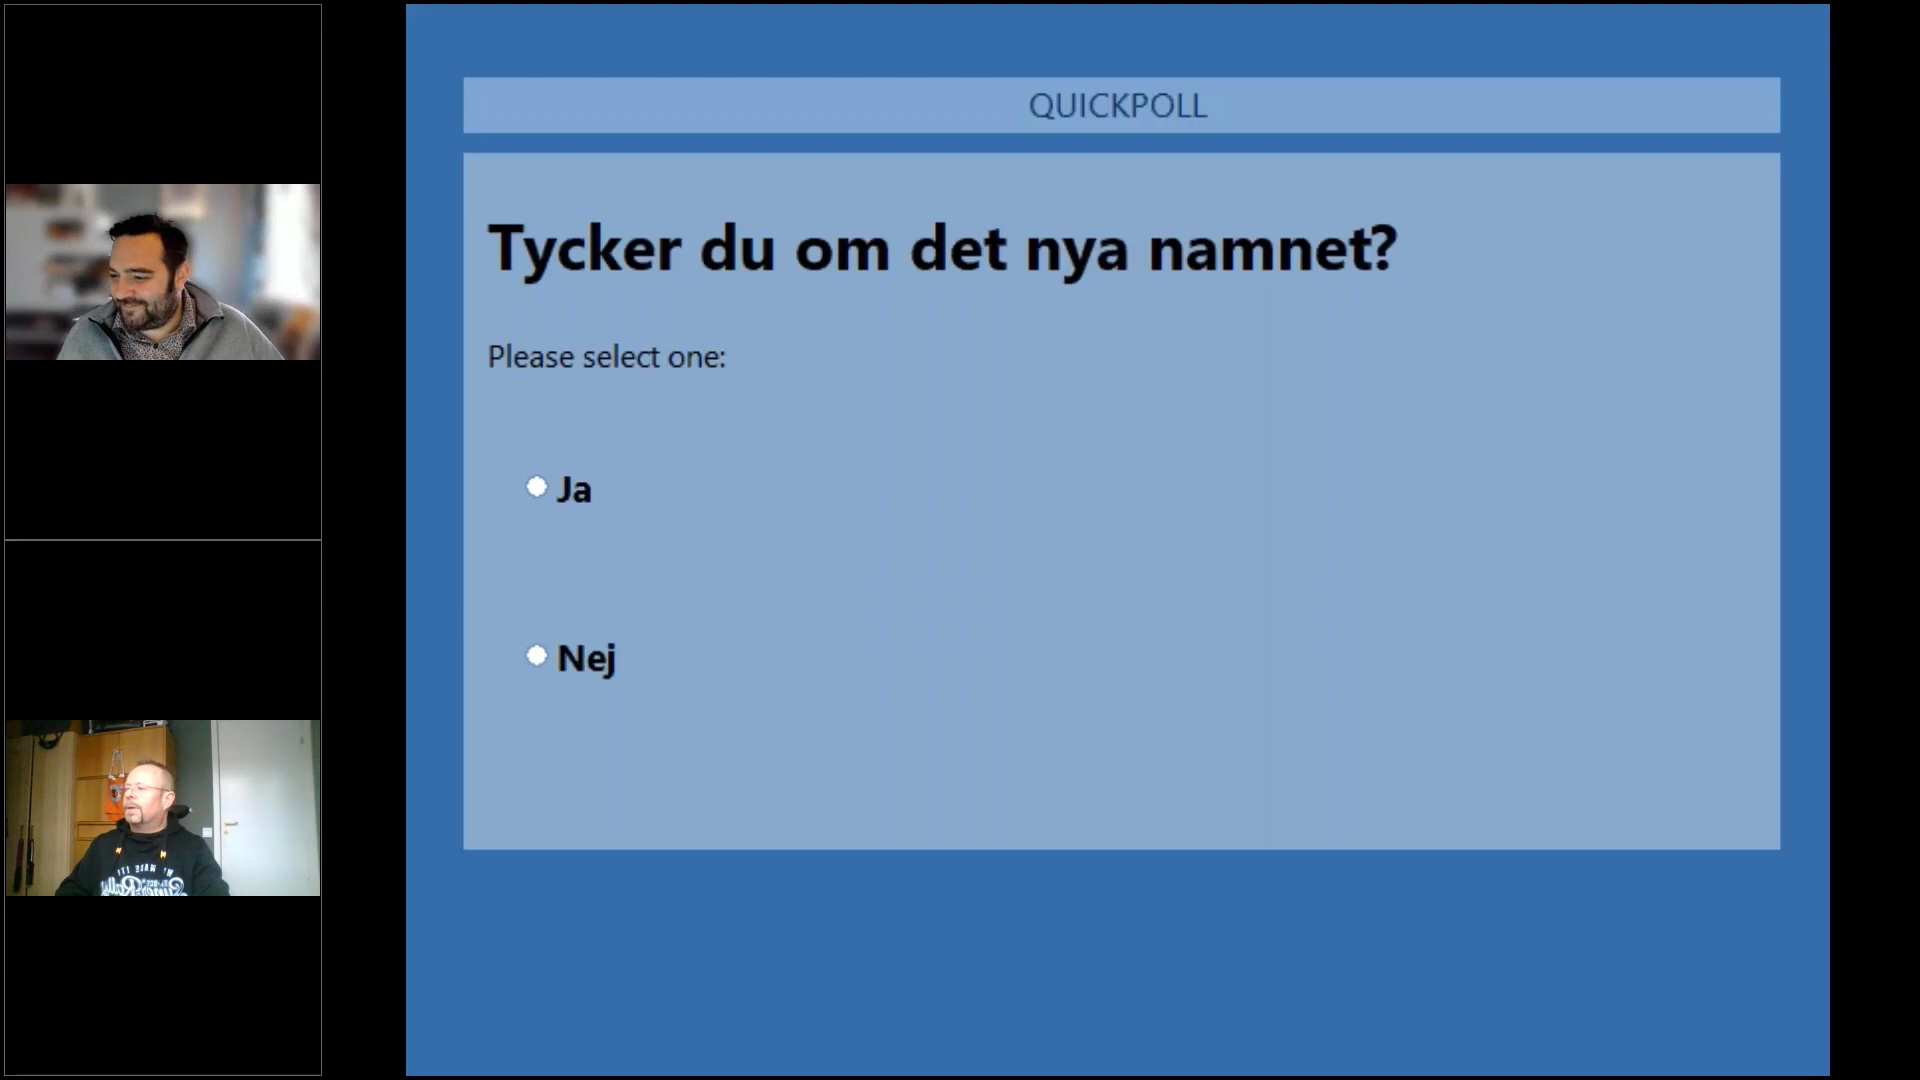 QUICKPOLL
Tycker du om det nya namnet?
Please select one:
Ja
Nej